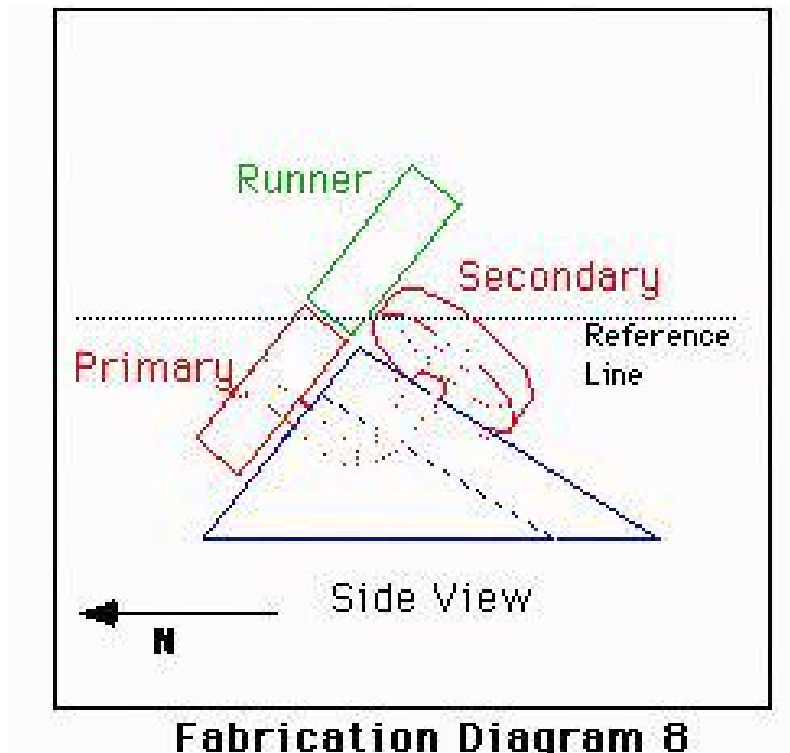 Runner
Secondary
Reference
Line
Primary
Side View
N
Fabrication Diagram 8